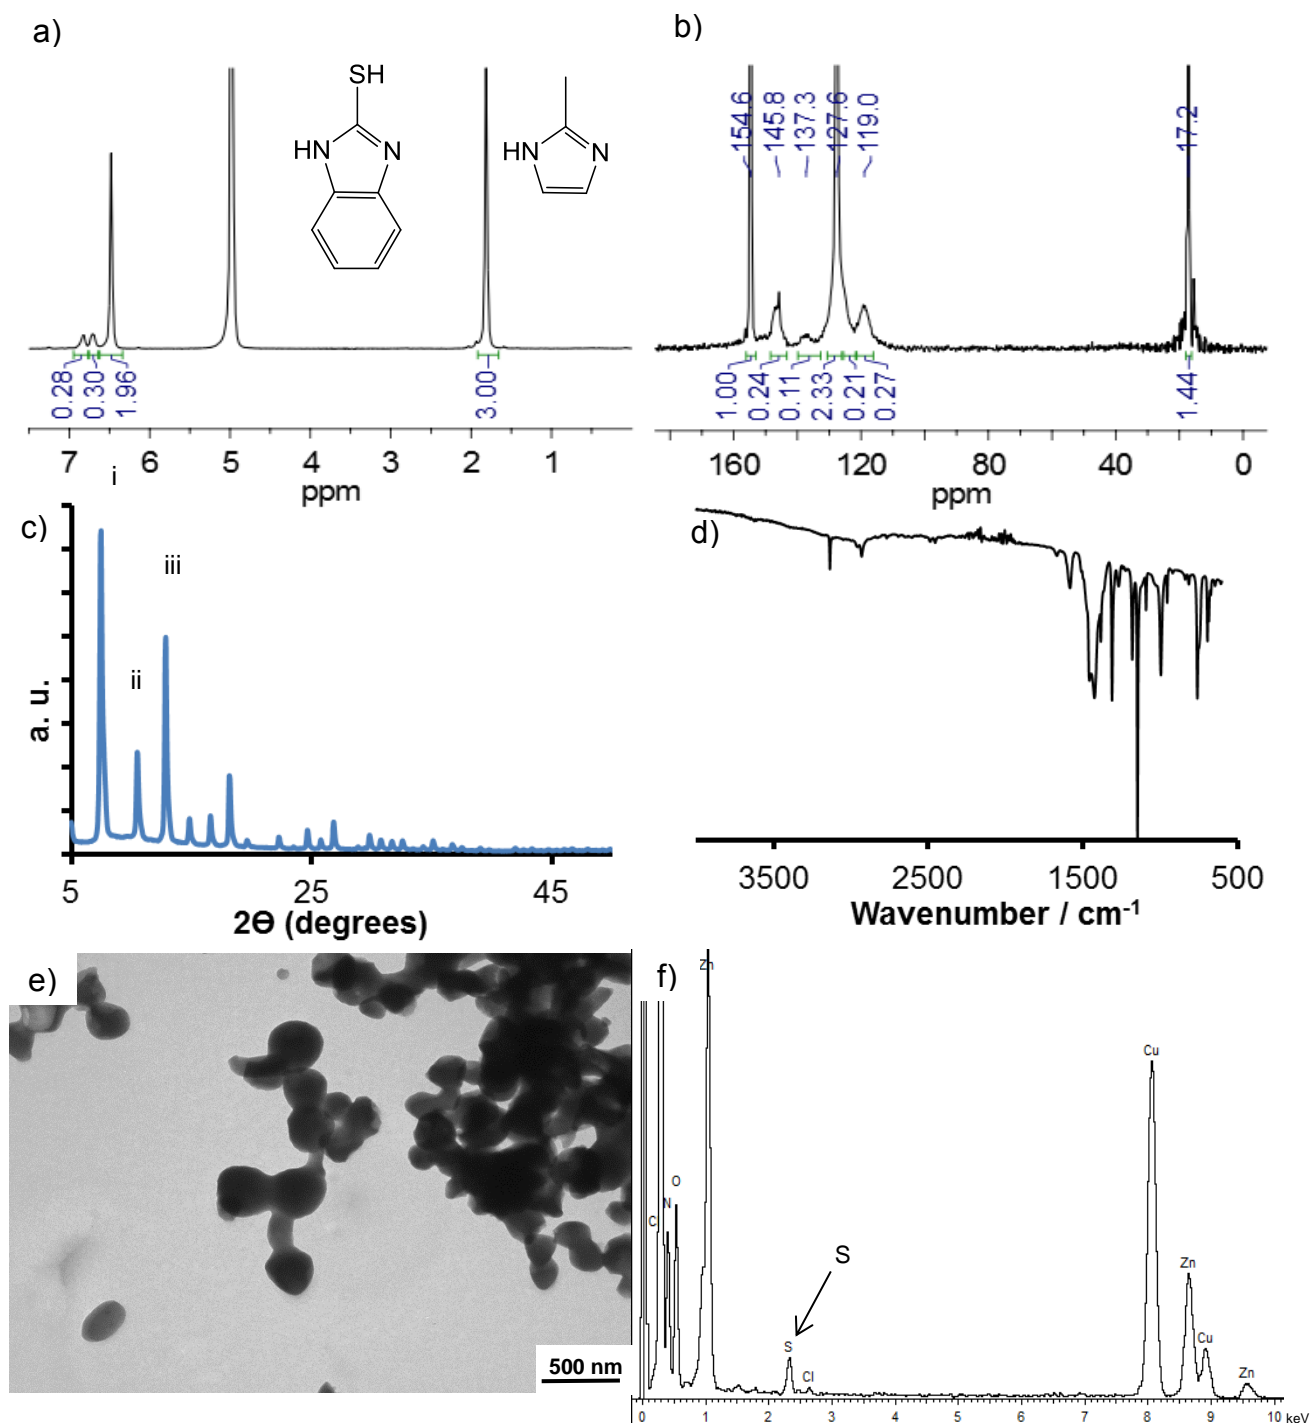 a)
SH
HN
N
HN
N
0.28
0.30
1.96
3.00
7
6
5
4
3
2
1
ppm
b)
154.6
145.8
137.3
127.6
119.0
17.2
1.00
0.24
0.11
2.33
0.21
0.27
1.44
160
120
80
40
0
ppm
c)
i
ii
iii
a. u.
5
25
45
2Θ (degrees)
d)
3500
2500
1500
500
Wavenumber / cm-1
e)
500 nm
f)
Zn
C
N
O
S
S
Cl
Cu
Zn
Cu
Zn
0
1
2
3
4
5
6
7
8
9
10
keV